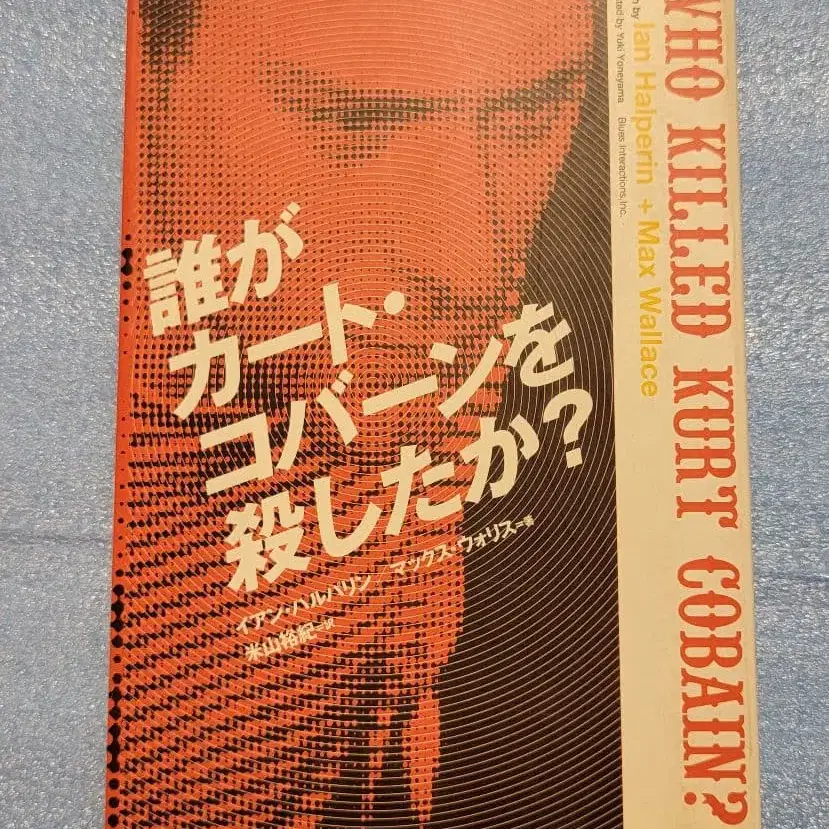 誰が
カート・
コバーンを
殺したか?
イアン・ハルパリン/マックス・ウォリス=著
米山裕紀=訳
WHO KILLED KURT COBAIN?
by Ian Halperin + Max Wallace
by Yuki Yoneyama Blues Interactions, Inc.